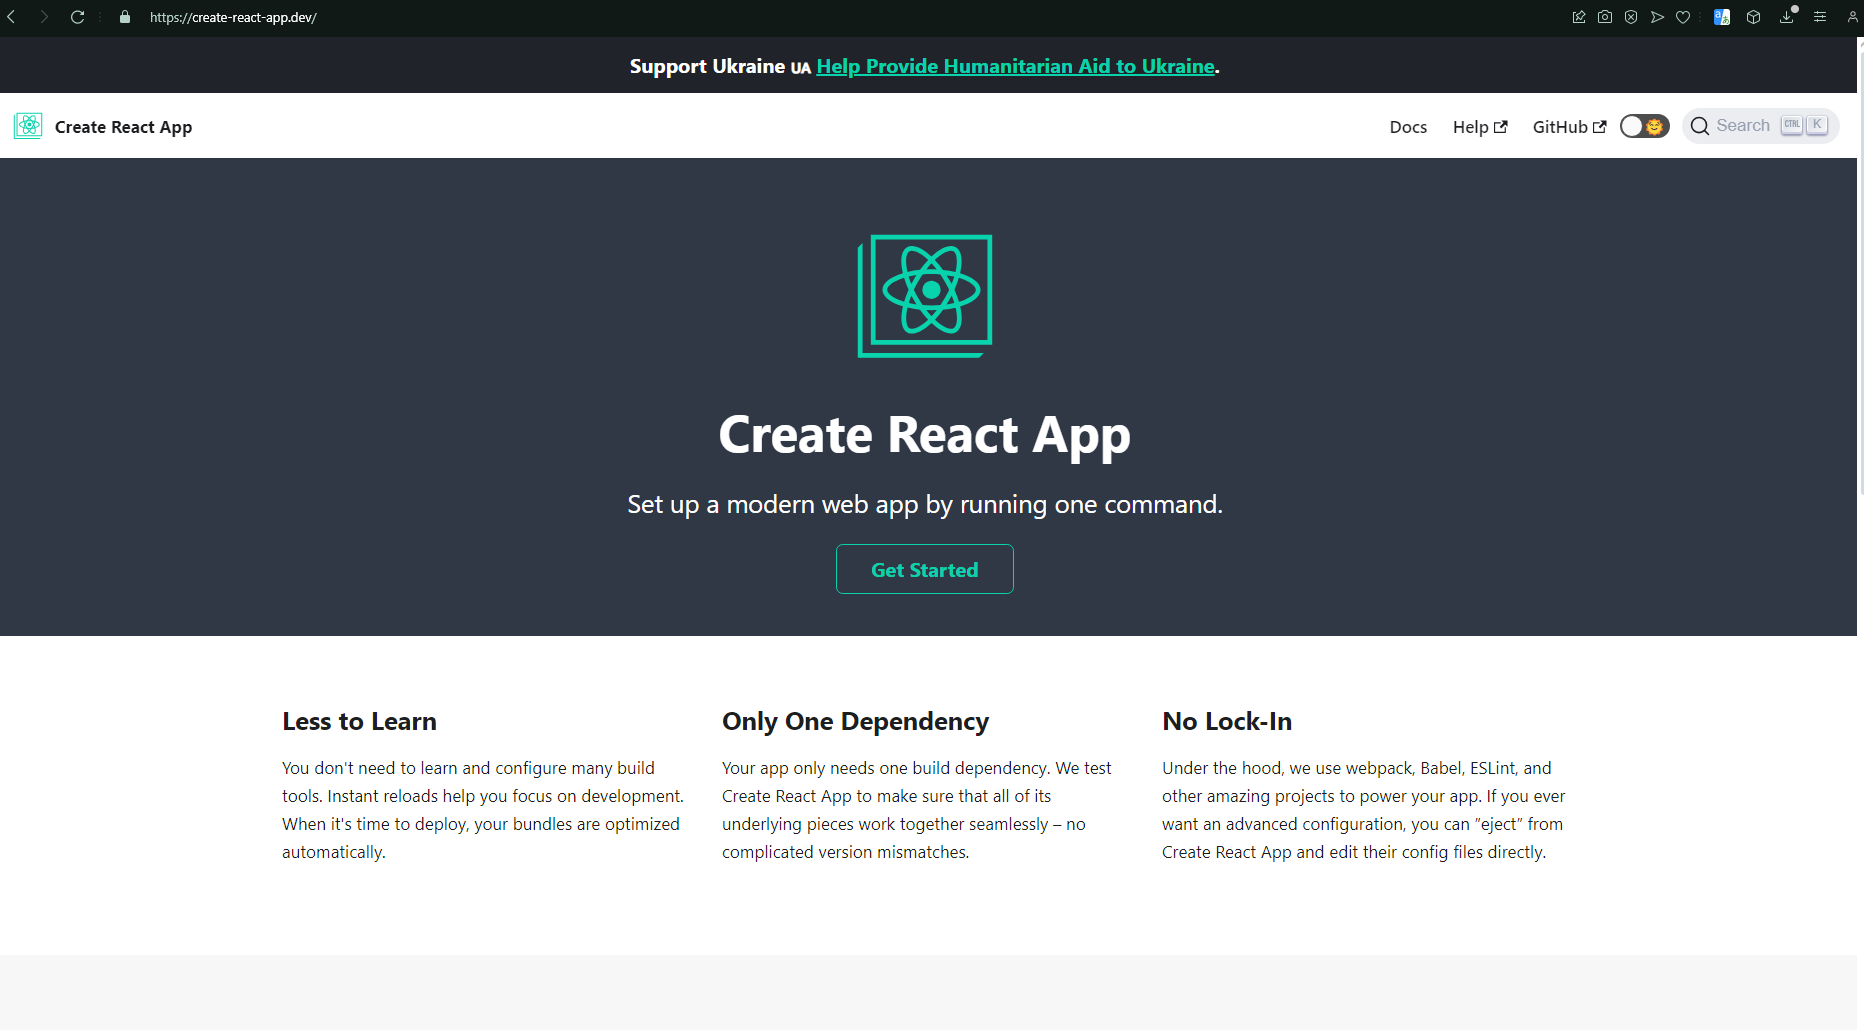 https://create-react-app.dev/
Support Ukraine UA Help Provide Humanitarian Aid to Ukraine.
Create React App
Docs Help GitHub Search CTRL K
Create React App
Set up a modern web app by running one command.
Get Started
Less to Learn
You don't need to learn and configure many build
tools. Instant reloads help you focus on development.
When it's time to deploy, your bundles are optimized
automatically.
Only One Dependency
Your app only needs one build dependency. We test
Create React App to make sure that all of its
underlying pieces work together seamlessly – no
complicated version mismatches.
No Lock-In
Under the hood, we use webpack, Babel, ESLint, and
other amazing projects to power your app. If you ever
want an advanced configuration, you can "eject" from
Create React App and edit their config files directly.